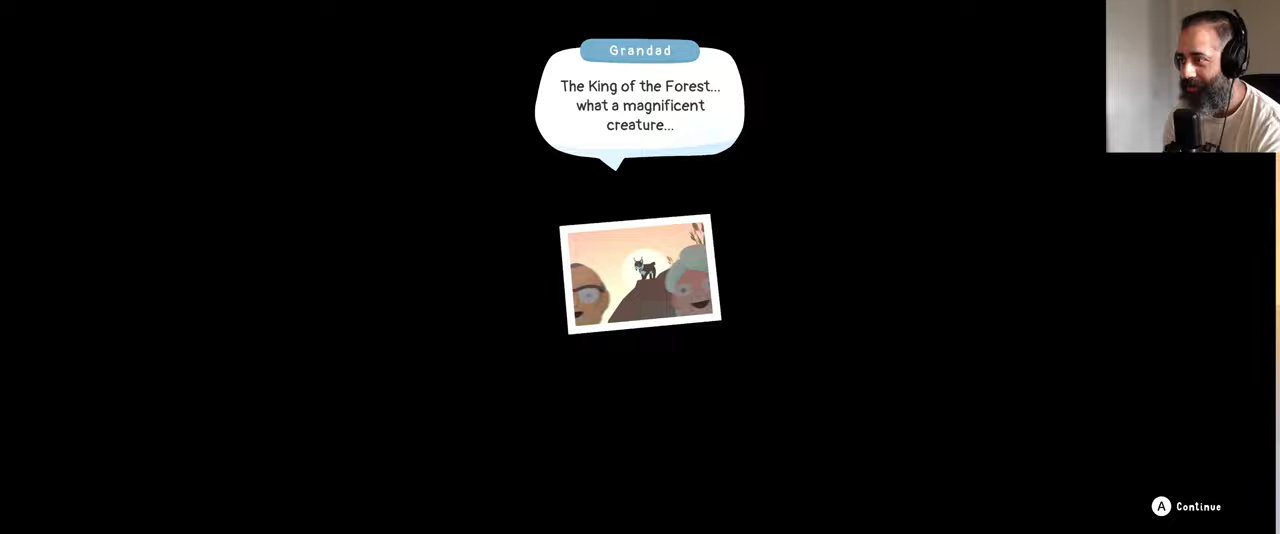 Grandad
The King of the Forest...
what a magnificent
creature...
A Continue